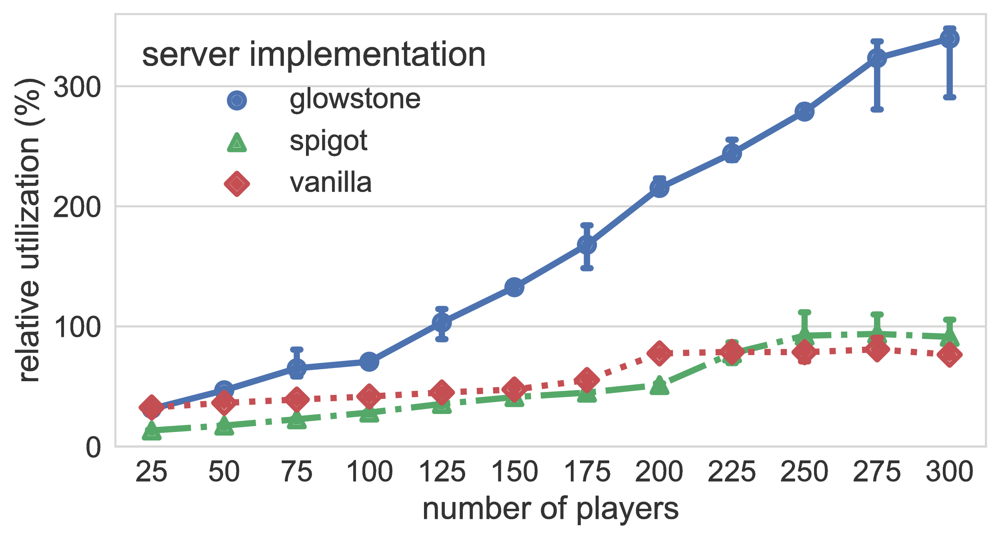 server implementation
glowstone
spigot
vanilla
relative utilization (%)
300
200
100
0
25 50 75 100 125 150 175 200 225 250 275 300
number of players